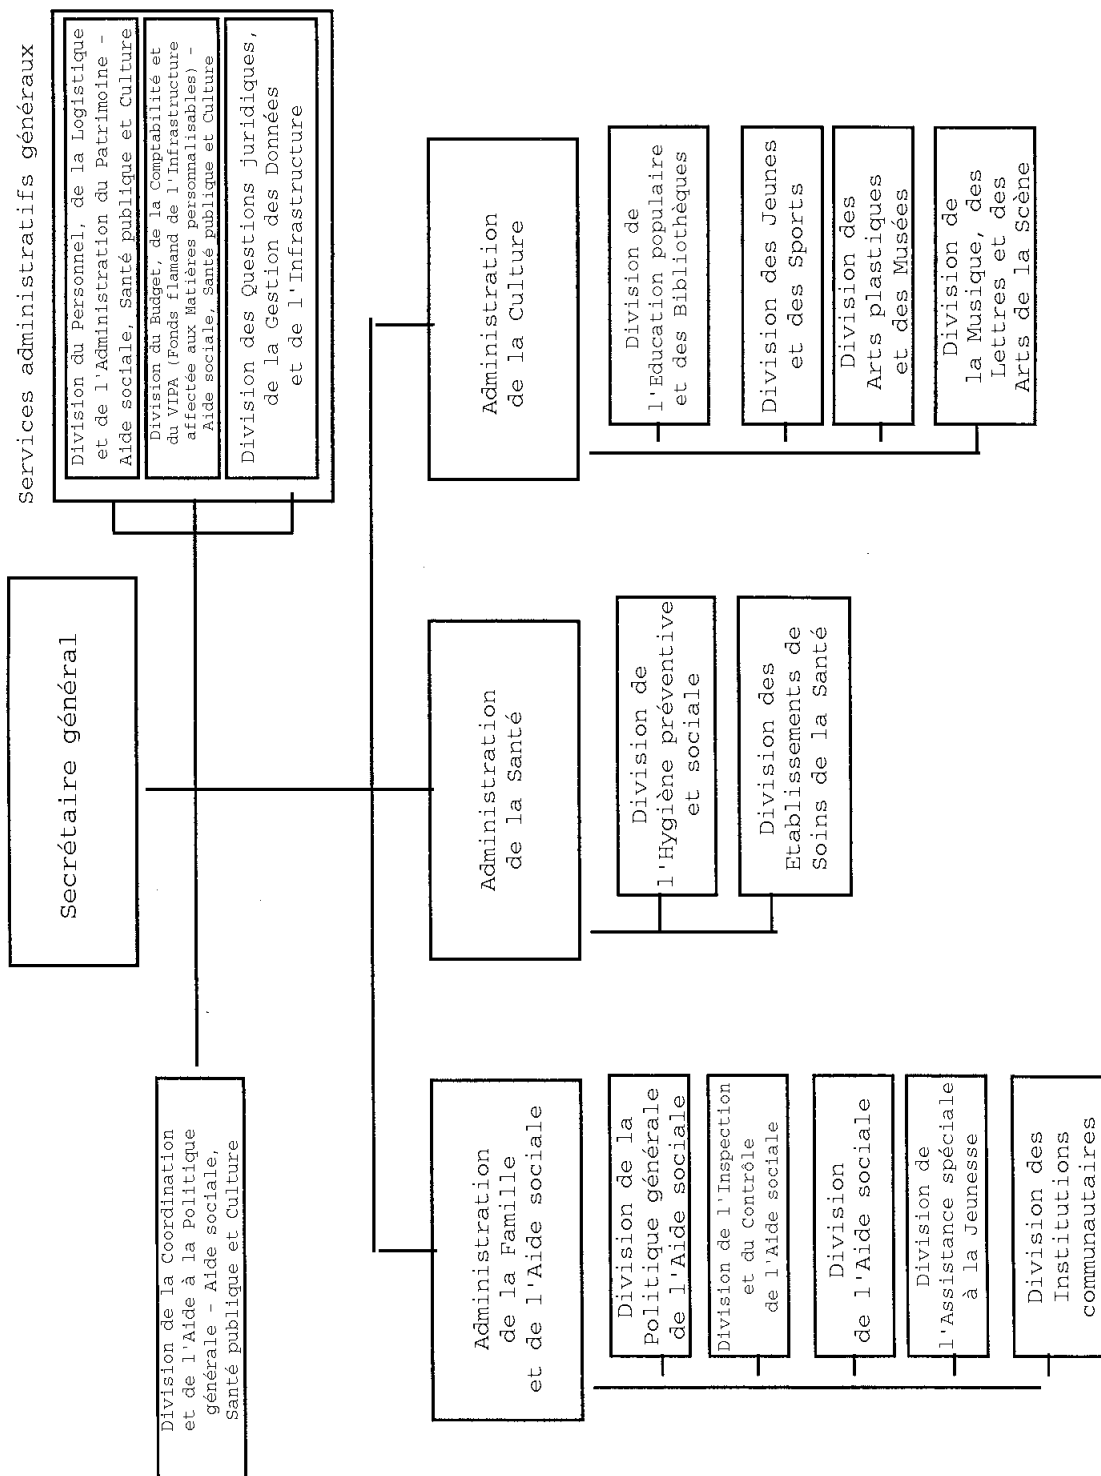 Services administratifs généraux
Division du Personnel, de la Logistique
et de l'Administration du Patrimoine -
Aide sociale, Santé publique et Culture
Division du Budget, de la Comptabilité et
du VIPA (Fonds flamand de l'Infrastructure
affectée aux Matières personnalisables) -
Aide sociale, Santé publique et Culture
Division des Questions juridiques,
de la Gestion des Données
et de l'Infrastructure
Secrétaire général
Division de la Coordination
et de l'Aide à la Politique
générale - Aide sociale,
Santé publique et Culture
Administration
de la Famille
et de l'Aide sociale
Division de la
Politique générale
de l'Aide sociale
Division de l'Inspection
et du Contrôle
de l'Aide sociale
Division
de l'Aide sociale
Division de
l'Assistance spéciale
à la Jeunesse
Division des
Institutions
communautaires
Administration
de la Santé
Division de
l'Hygiène préventive
et sociale
Division des
Etablissements de
Soins de la Santé
Administration
de la Culture
Division de
l'Education populaire
et des Bibliothèques
Division des Jeunes
et des Sports
Division des
Arts plastiques
et des Musées
Division de
la Musique, des
Lettres et des
Arts de la Scène